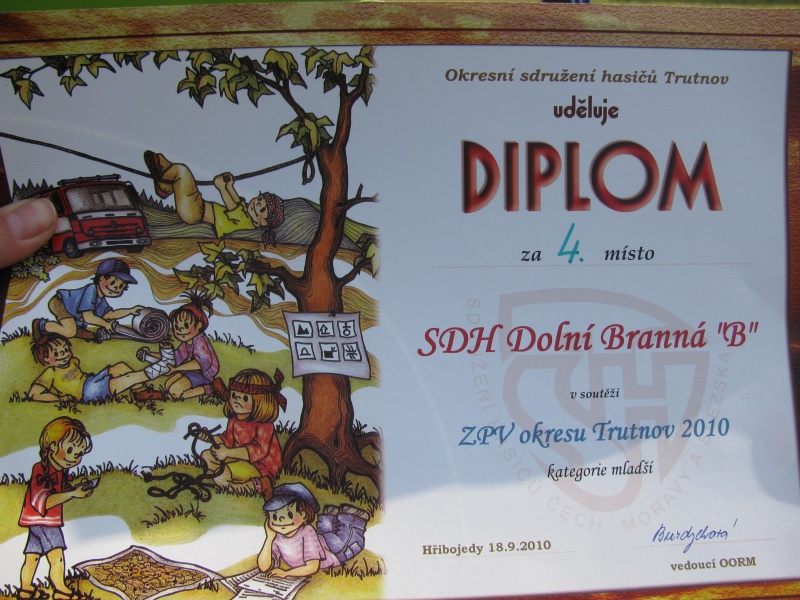 Okresní sdružení hasičů Trutnov
uděluje
DIPLOM
za 4. místo
SDH Dolní Branná "B"
v soutěži
ZPV okresu Trutnov 2010
kategorie mladší
Hřibojedy 18.9.2010
vedoucí OORM